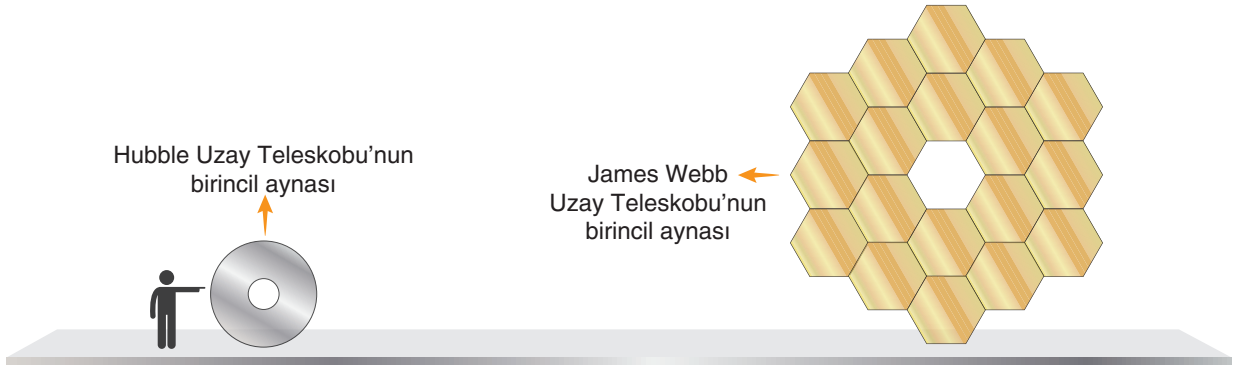 Hubble Uzay Teleskobu’nun
birincil aynası
James Webb
Uzay Teleskobu’nun
birincil aynası